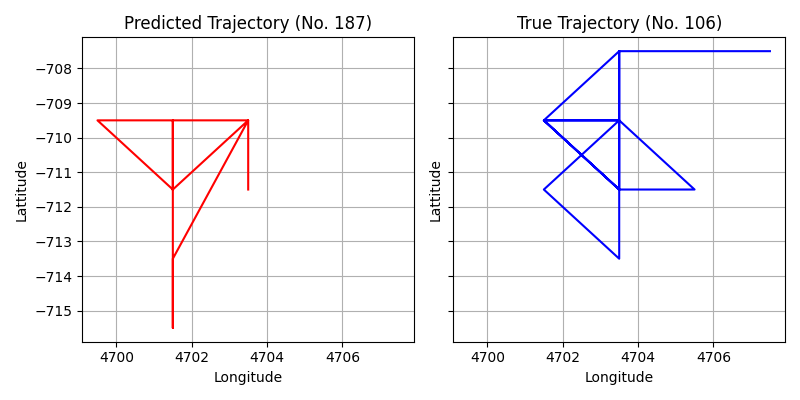 Predicted Trajectory (No. 187)
True Trajectory (No. 106)
−708
−709
−710
−711
−712
−713
−714
−715
Lattitude
Lattitude
4700 4702 4704 4706
4700 4702 4704 4706
Longitude
Longitude